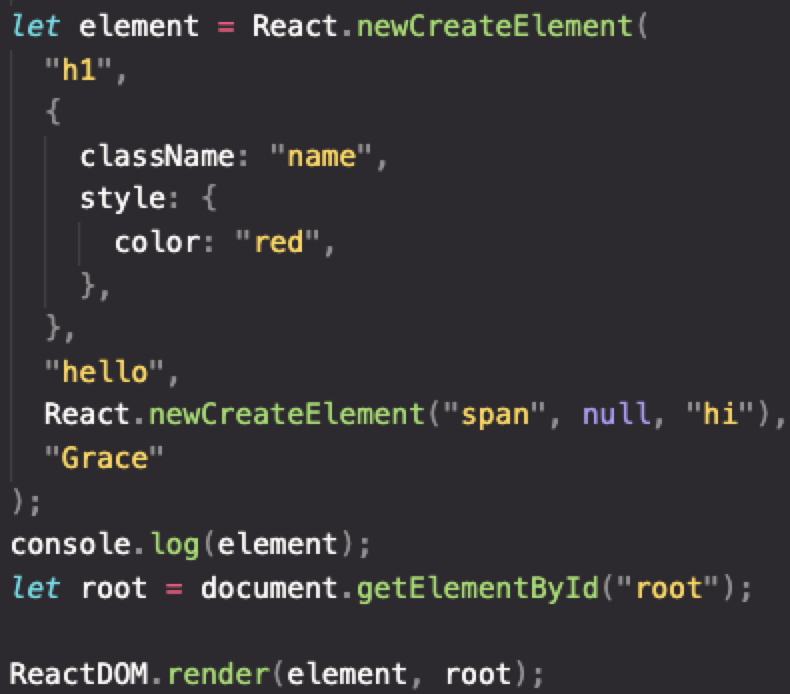 let element = React.newCreateElement(
  "h1",
  {
    className: "name",
    style: {
      color: "red",
    },
  },
  "hello",
  React.newCreateElement("span", null, "hi"),
  "Grace"
);
console.log(element);
let root = document.getElementById("root");

ReactDOM.render(element, root);